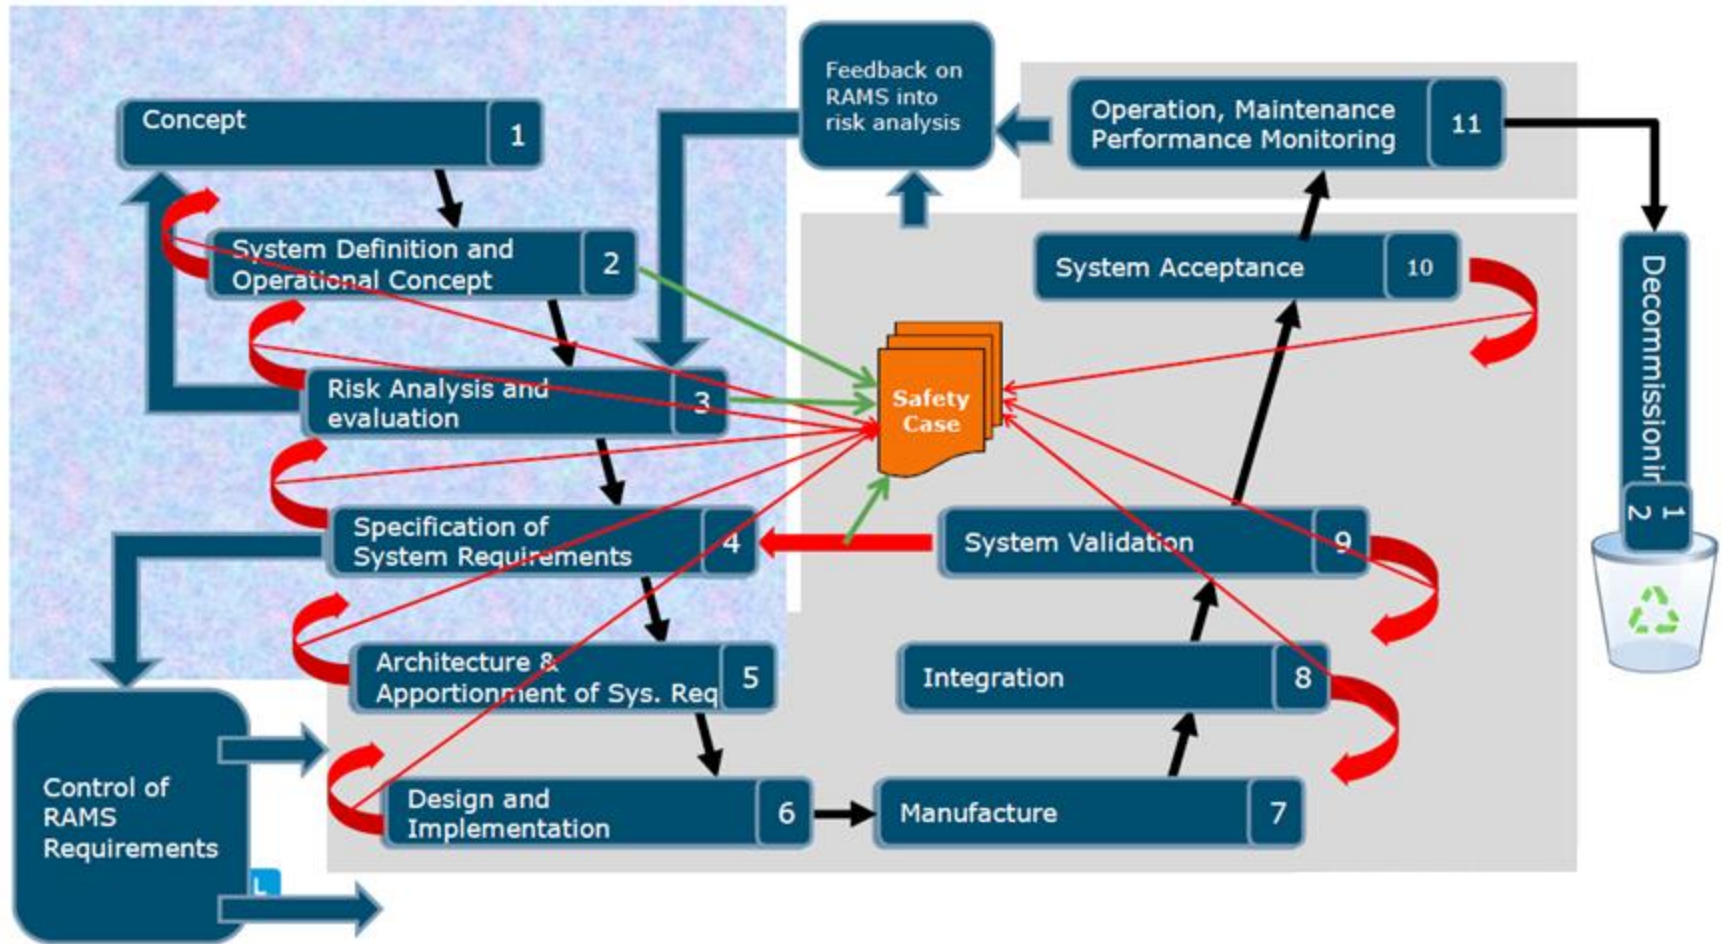 Concept
1
System Definition and
Operational Concept
2
Risk Analysis and
evaluation
3
Specification of
System Requirements
4
Architecture &
Apportionment of Sys. Req
5
Design and
Implementation
6
Manufacture
7
Integration
8
System Validation
9
System Acceptance
10
Operation, Maintenance
Performance Monitoring
11
Decommissionin
12
Feedback on
RAMS into
risk analysis
Safety
Case
Control of
RAMS
Requirements
L